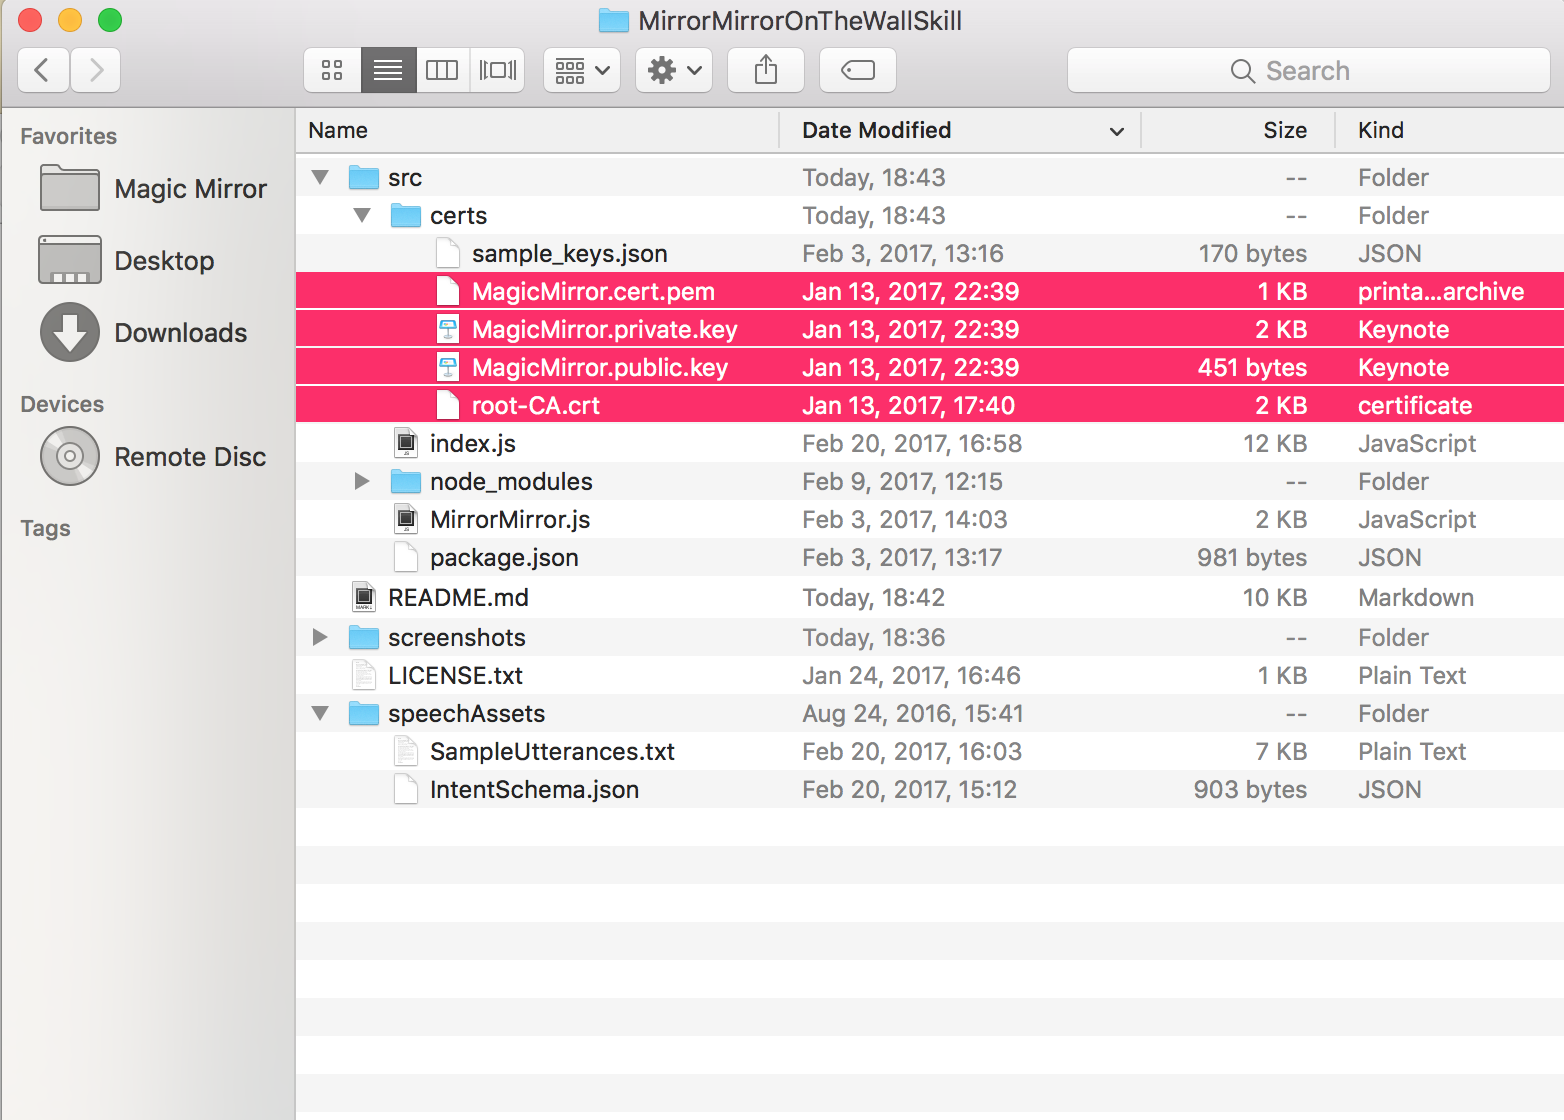 MirrorMirrorOnTheWallSkill
Search
Favorites
Magic Mirror
Desktop
Downloads
Devices
Remote Disc
Tags
Name Date Modified Size Kind
src Today, 18:43 -- Folder
certs Today, 18:43 -- Folder
sample_keys.json Feb 3, 2017, 13:16 170 bytes JSON
MagicMirror.cert.pem Jan 13, 2017, 22:39 1 KB printa...archive
MagicMirror.private.key Jan 13, 2017, 22:39 2 KB Keynote
MagicMirror.public.key Jan 13, 2017, 22:39 451 bytes Keynote
root-CA.crt Jan 13, 2017, 17:40 2 KB certificate
index.js Feb 20, 2017, 16:58 12 KB JavaScript
node_modules Feb 9, 2017, 12:15 -- Folder
MirrorMirror.js Feb 3, 2017, 14:03 2 KB JavaScript
package.json Feb 3, 2017, 13:17 981 bytes JSON
README.md Today, 18:42 10 KB Markdown
screenshots Today, 18:36 -- Folder
LICENSE.txt Jan 24, 2017, 16:46 1 KB Plain Text
speechAssets Aug 24, 2016, 15:41 -- Folder
SampleUtterances.txt Feb 20, 2017, 16:03 7 KB Plain Text
IntentSchema.json Feb 20, 2017, 15:12 903 bytes JSON